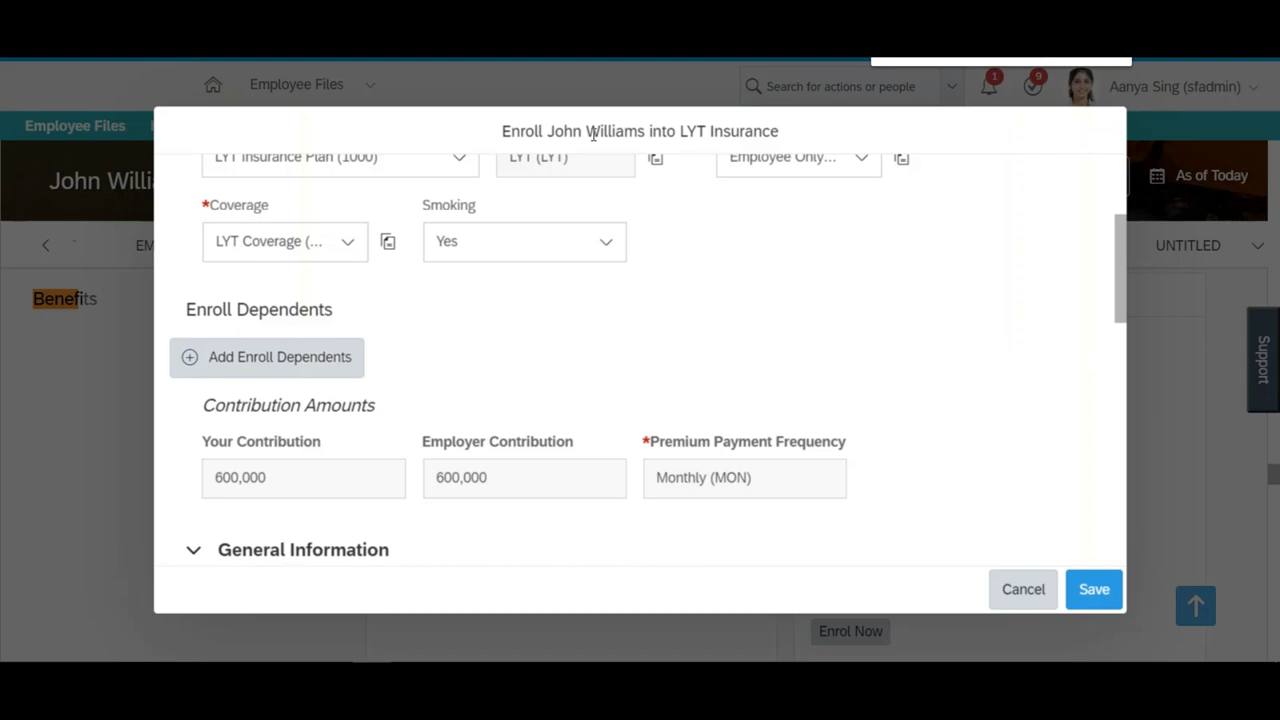 Employee Files
Search for actions or people
1
9
Aanya Sing (sfadmin)
Employee Files
Enroll John Williams into LYT Insurance
John Willi
As of Today
LYT Insurance Plan (1000)
LYT (LYT)
Employee Only...
*Coverage
Smoking
LYT Coverage (...
Yes
EM
UNTITLED
Benefits
Enroll Dependents
Add Enroll Dependents
Support
Contribution Amounts
Your Contribution
Employer Contribution
*Premium Payment Frequency
600,000
600,000
Monthly (MON)
General Information
Cancel
Save
Enrol Now